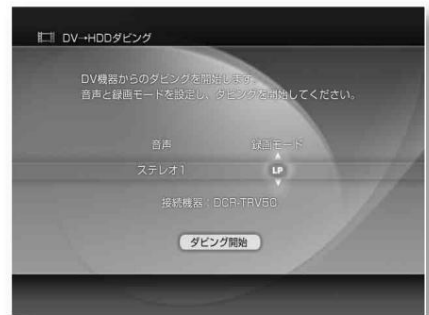 DV→HDDダビング
DV機器からのダビングを開始します。
音声と録画モードを設定し、ダビングを開始してください。
音声 録画モード
ステレオ1 LP
接続機器：DCR-TRV50
ダビング開始